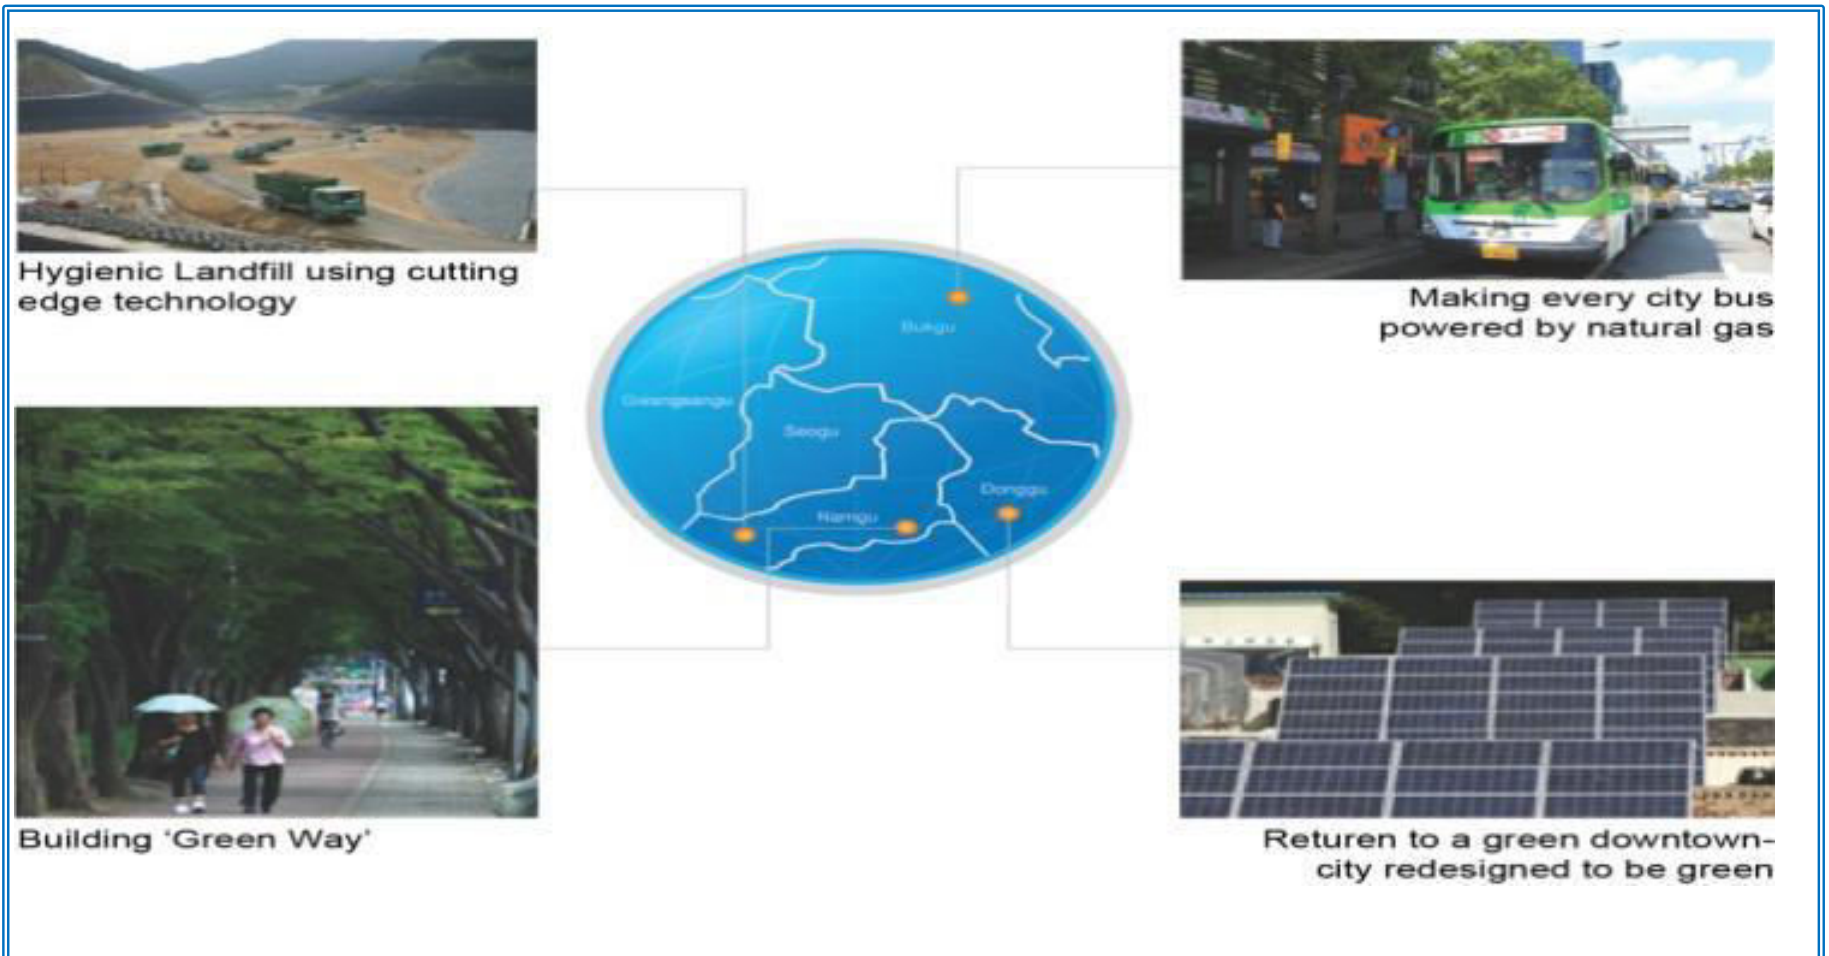 Hygienic Landfill using cutting
edge technology
Making every city bus
powered by natural gas
Bukgu
Gwangsangu
Seogu
Donggu
Namgu
Building ‘Green Way’
Returen to a green downtown-
city redesigned to be green